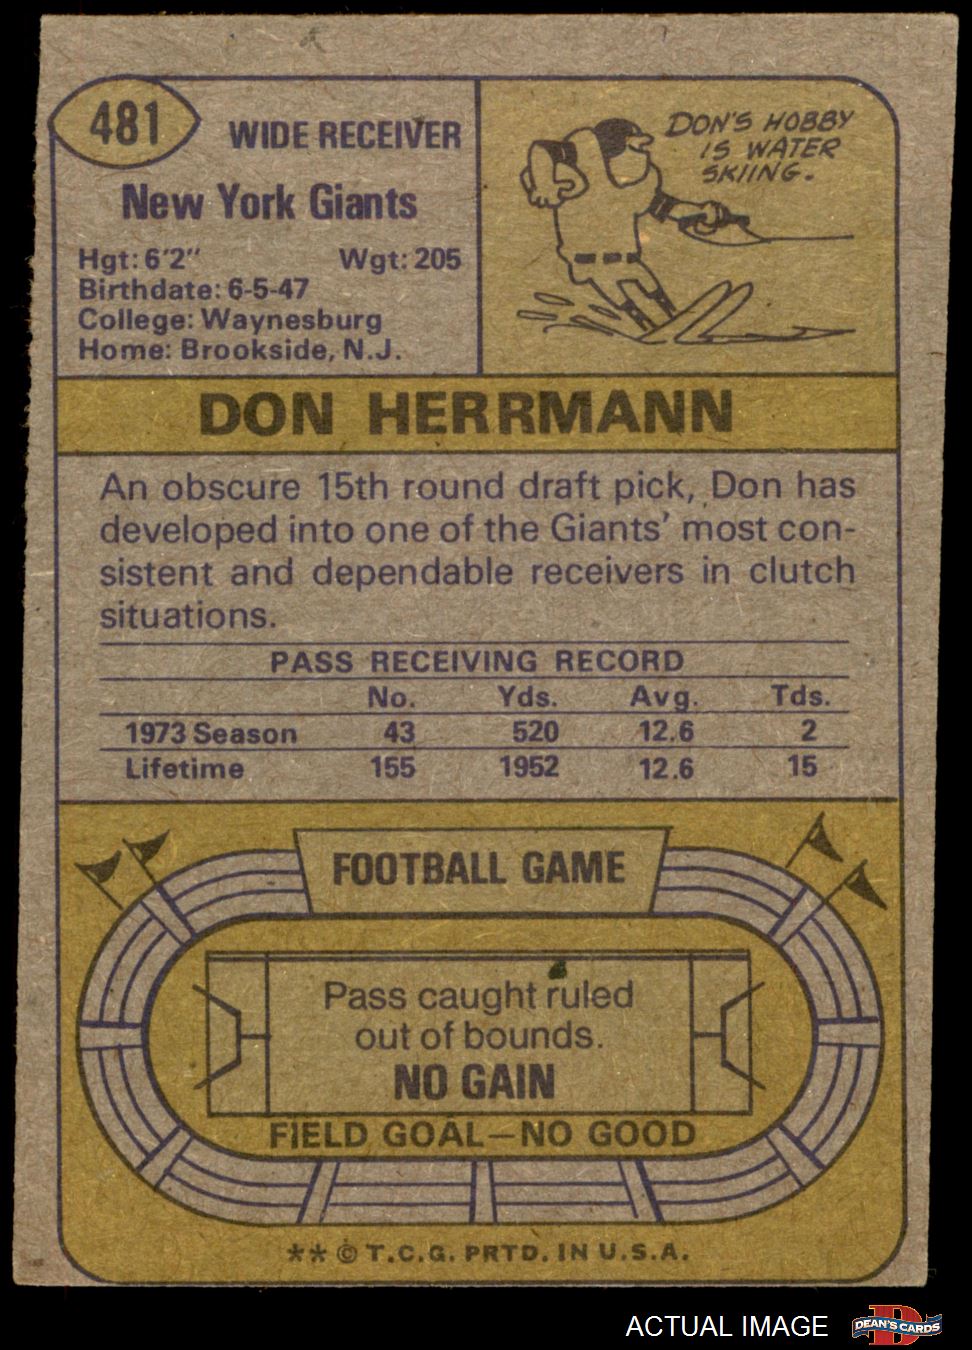 481
WIDE RECEIVER
New York Giants
Hgt: 6'2" Wgt: 205
Birthdate: 6-5-47
College: Waynesburg
Home: Brookside, N.J.
DON'S HOBBY
IS WATER
SKIING.
DON HERRMANN
An obscure 15th round draft pick, Don has
developed into one of the Giants' most con-
sistent and dependable receivers in clutch
situations.
PASS RECEIVING RECORD
No. Yds. Avg. Tds.
1973 Season 43 520 12.6 2
Lifetime 155 1952 12.6 15
FOOTBALL GAME
Pass caught ruled
out of bounds.
NO GAIN
FIELD GOAL—NO GOOD
** © T.C.G. PRTD. IN U.S.A.
ACTUAL IMAGE
D
DEAN'S CARDS